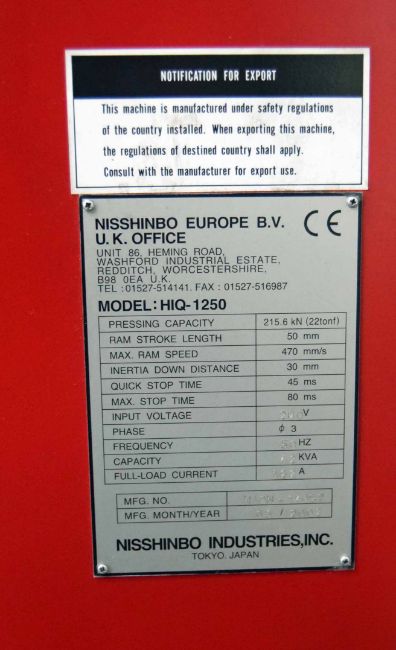 NOTIFICATION FOR EXPORT
This machine is manufactured under safety regulations
of the country installed. When exporting this machine,
the regulations of destined country shall apply.
Consult with the manufacturer for export use.
NISSHINBO EUROPE B.V. CE
U.K. OFFICE
UNIT 86, HEMING ROAD,
WASHFORD INDUSTRIAL ESTATE,
REDDITCH, WORCESTERSHIRE,
B98 0EA U.K.
TEL :01527-514141. FAX : 01527-516987
MODEL: HIQ-1250
PRESSING CAPACITY 215.6 kN (22tonf)
RAM STROKE LENGTH 50 mm
MAX. RAM SPEED 470 mm/s
INERTIA DOWN DISTANCE 30 mm
QUICK STOP TIME 45 ms
MAX. STOP TIME 80 ms
INPUT VOLTAGE V
PHASE ϕ 3
FREQUENCY HZ
CAPACITY KVA
FULL-LOAD CURRENT A
MFG. NO.
MFG. MONTH/YEAR
NISSHINBO INDUSTRIES,INC.
TOKYO. JAPAN